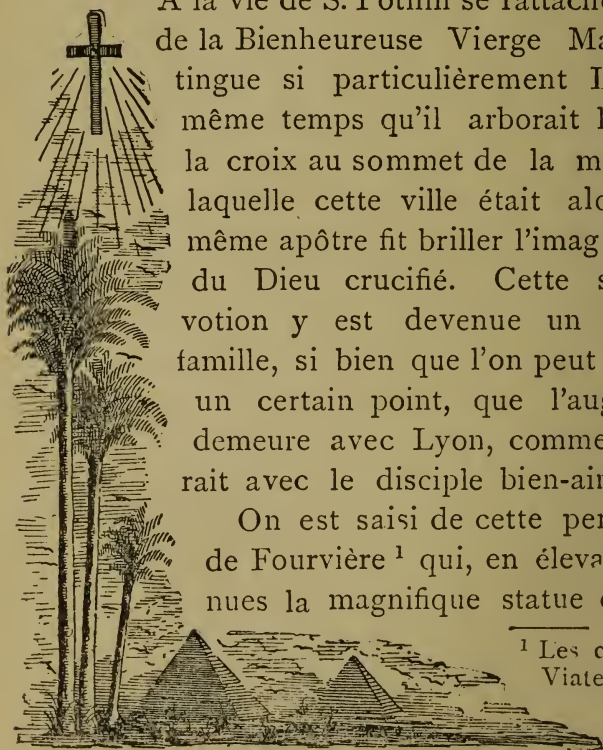 A la vie de S. Pothin se rattache
de la Bienheureuse Vierge Ma
tingue si particulièrement
même temps qu'il arborait l
la croix au sommet de la m
laquelle cette ville était alo
même apôtre fit briller l'imag
du Dieu crucifié. Cette s
votion y est devenue un
famille, si bien que l'on peut
un certain point, que l'aug
demeure avec Lyon, comme
rait avec le disciple bien-aim
On est saisi de cette pen
de Fourvière ¹ qui, en éleva
nues la magnifique statue
¹ Les c
Viate